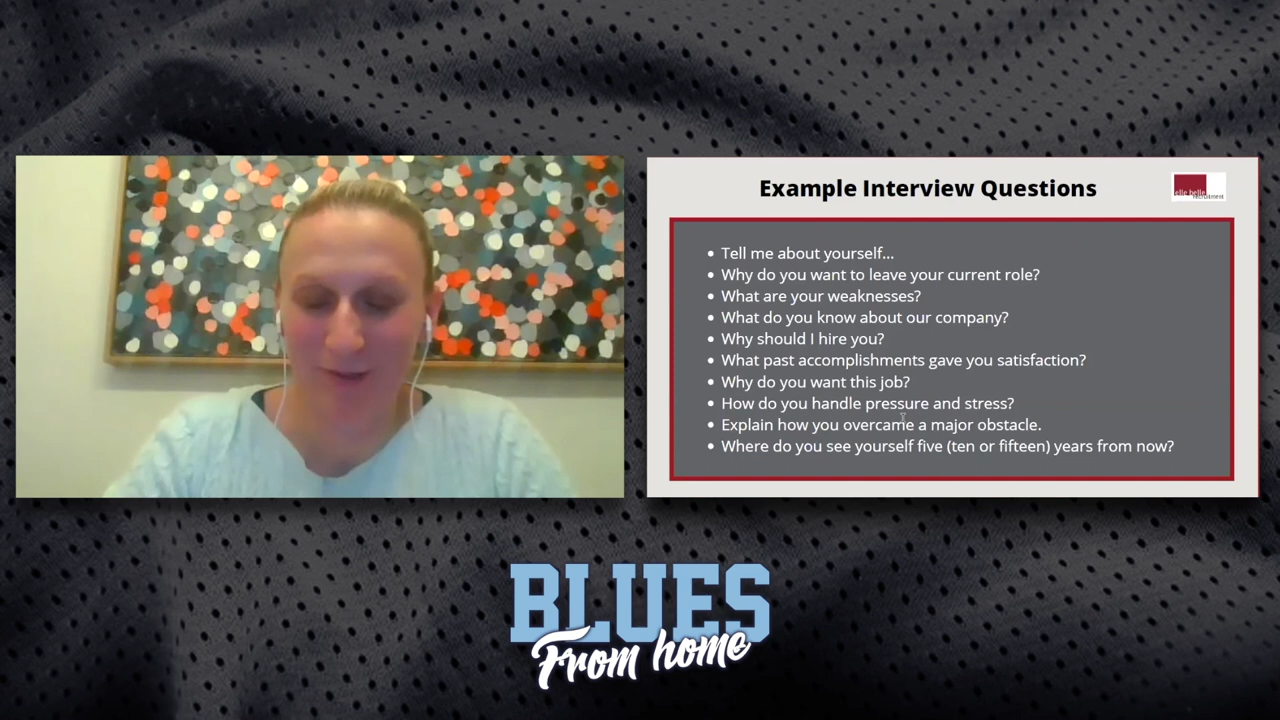 Example Interview Questions
elle belle
recruitment
• Tell me about yourself...
• Why do you want to leave your current role?
• What are your weaknesses?
• What do you know about our company?
• Why should I hire you?
• What past accomplishments gave you satisfaction?
• Why do you want this job?
• How do you handle pressure and stress?
• Explain how you overcame a major obstacle.
• Where do you see yourself five (ten or fifteen) years from now?
BLUES
From home